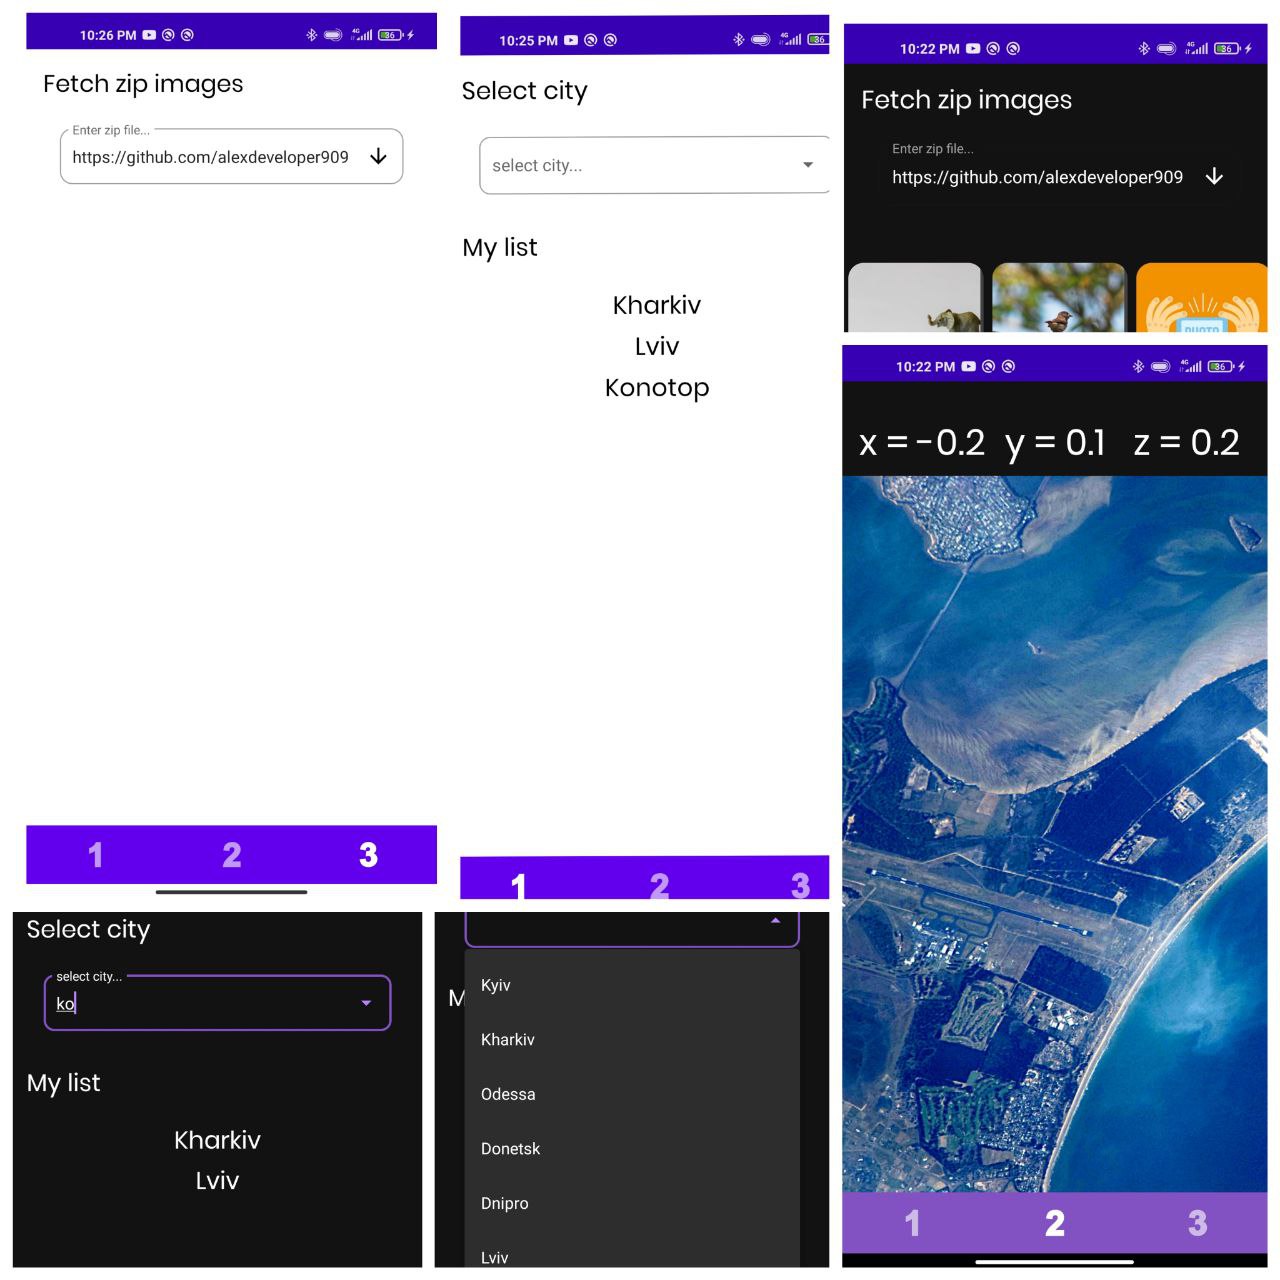 10:26 PM
4G
36
Fetch zip images
Enter zip file...
https://github.com/alexdeveloper909
1 2 3
10:25 PM
4G
36
Select city
select city...
My list
Kharkiv
Lviv
Konotop
1 2 3
10:22 PM
4G
36
Fetch zip images
Enter zip file...
https://github.com/alexdeveloper909
PHOTO
10:22 PM
4G
36
x = -0.2 y = 0.1 z = 0.2
1 2 3
Select city
select city...
ko
My list
Kharkiv
Lviv
M
Kyiv
Kharkiv
Odessa
Donetsk
Dnipro
Lviv